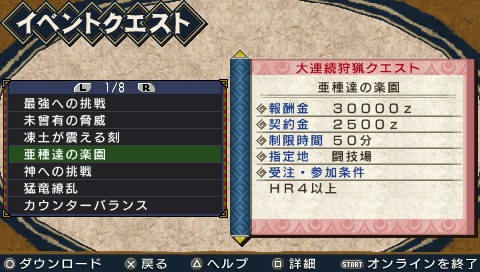 イベントクエスト
L 1/8 R
最強への挑戦
未曾有の脅威
凍土が震える刻
亜種達の楽園
神への挑戦
猛竜繚乱
カウンターバランス
大連続狩猟クエスト
亜種達の楽園
報酬金 30000z
契約金 2500z
制限時間 50分
指定地 闘技場
受注・参加条件
HR4以上
○ダウンロード ×戻る △ヘルプ □詳細 START オンラインを終了